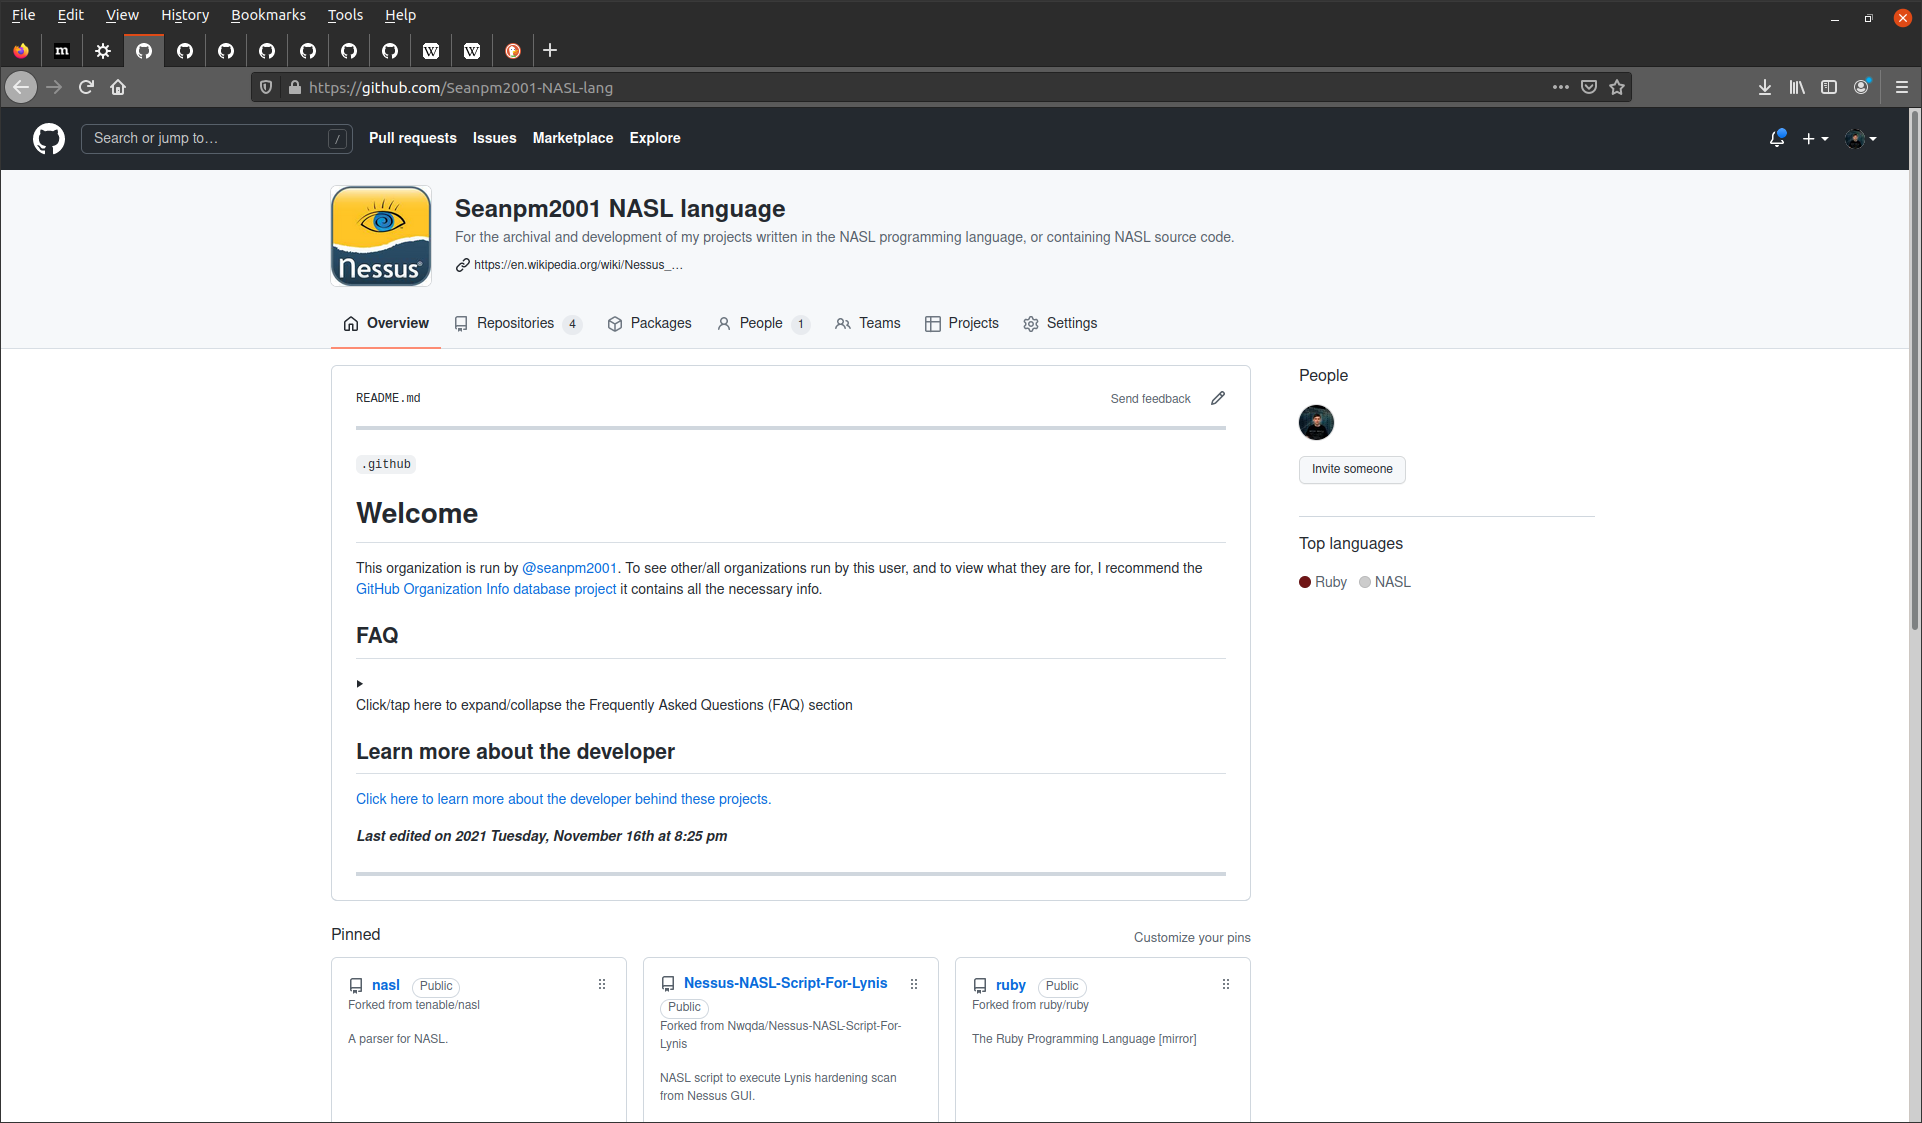 File Edit View History Bookmarks Tools Help
https://github.com/Seanpm2001-NASL-lang
Search or jump to... /
Pull requests Issues Marketplace Explore
Nessus®
Seanpm2001 NASL language
For the archival and development of my projects written in the NASL programming language, or containing NASL source code.
https://en.wikipedia.org/wiki/Nessus_...
Overview Repositories 4 Packages People 1 Teams Projects Settings
README.md
Send feedback
.github
Welcome
This organization is run by @seanpm2001. To see other/all organizations run by this user, and to view what they are for, I recommend the
GitHub Organization Info database project it contains all the necessary info.
FAQ
Click/tap here to expand/collapse the Frequently Asked Questions (FAQ) section
Learn more about the developer
Click here to learn more about the developer behind these projects.
Last edited on 2021 Tuesday, November 16th at 8:25 pm
People
Invite someone
Top languages
Ruby NASL
Pinned
Customize your pins
nasl Public
Forked from tenable/nasl
A parser for NASL.
Nessus-NASL-Script-For-Lynis
Public
Forked from Nwqda/Nessus-NASL-Script-For-
Lynis
NASL script to execute Lynis hardening scan
from Nessus GUI.
ruby Public
Forked from ruby/ruby
The Ruby Programming Language [mirror]